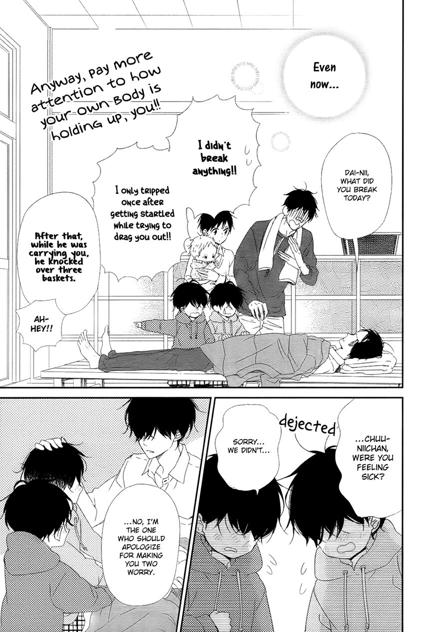 Even
now...
Anyway, pay more
attention to how
your own body is
holding up, you!!
I didn't
break
anything!!
DAI-NII,
WHAT DID
YOU BREAK
TODAY?
I only tripped
once after
getting startled
while trying to
drag you out!!
After that,
while he was
carrying you,
he knocked
over three
baskets.
AH-
HEY!!
...CHUU-
NIICHAN,
WERE YOU
FEELING
SICK?
dejected
SORRY...
WE DIDN'T...
...NO, I'M
THE ONE
WHO SHOULD
APOLOGIZE
FOR MAKING
YOU TWO
WORRY.